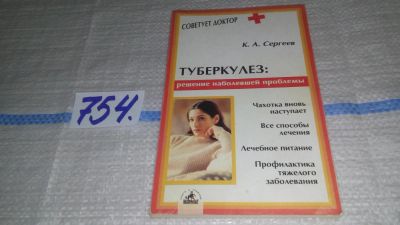 СОВЕТУЕТ ДОКТОР
К. А. Сергеев
ТУБЕРКУЛЕЗ:
решение наболевшей проблемы
754.
Чахотка вновь
наступает
Все способы
лечения
Лечебное питание
Профилактика
тяжелого
заболевания